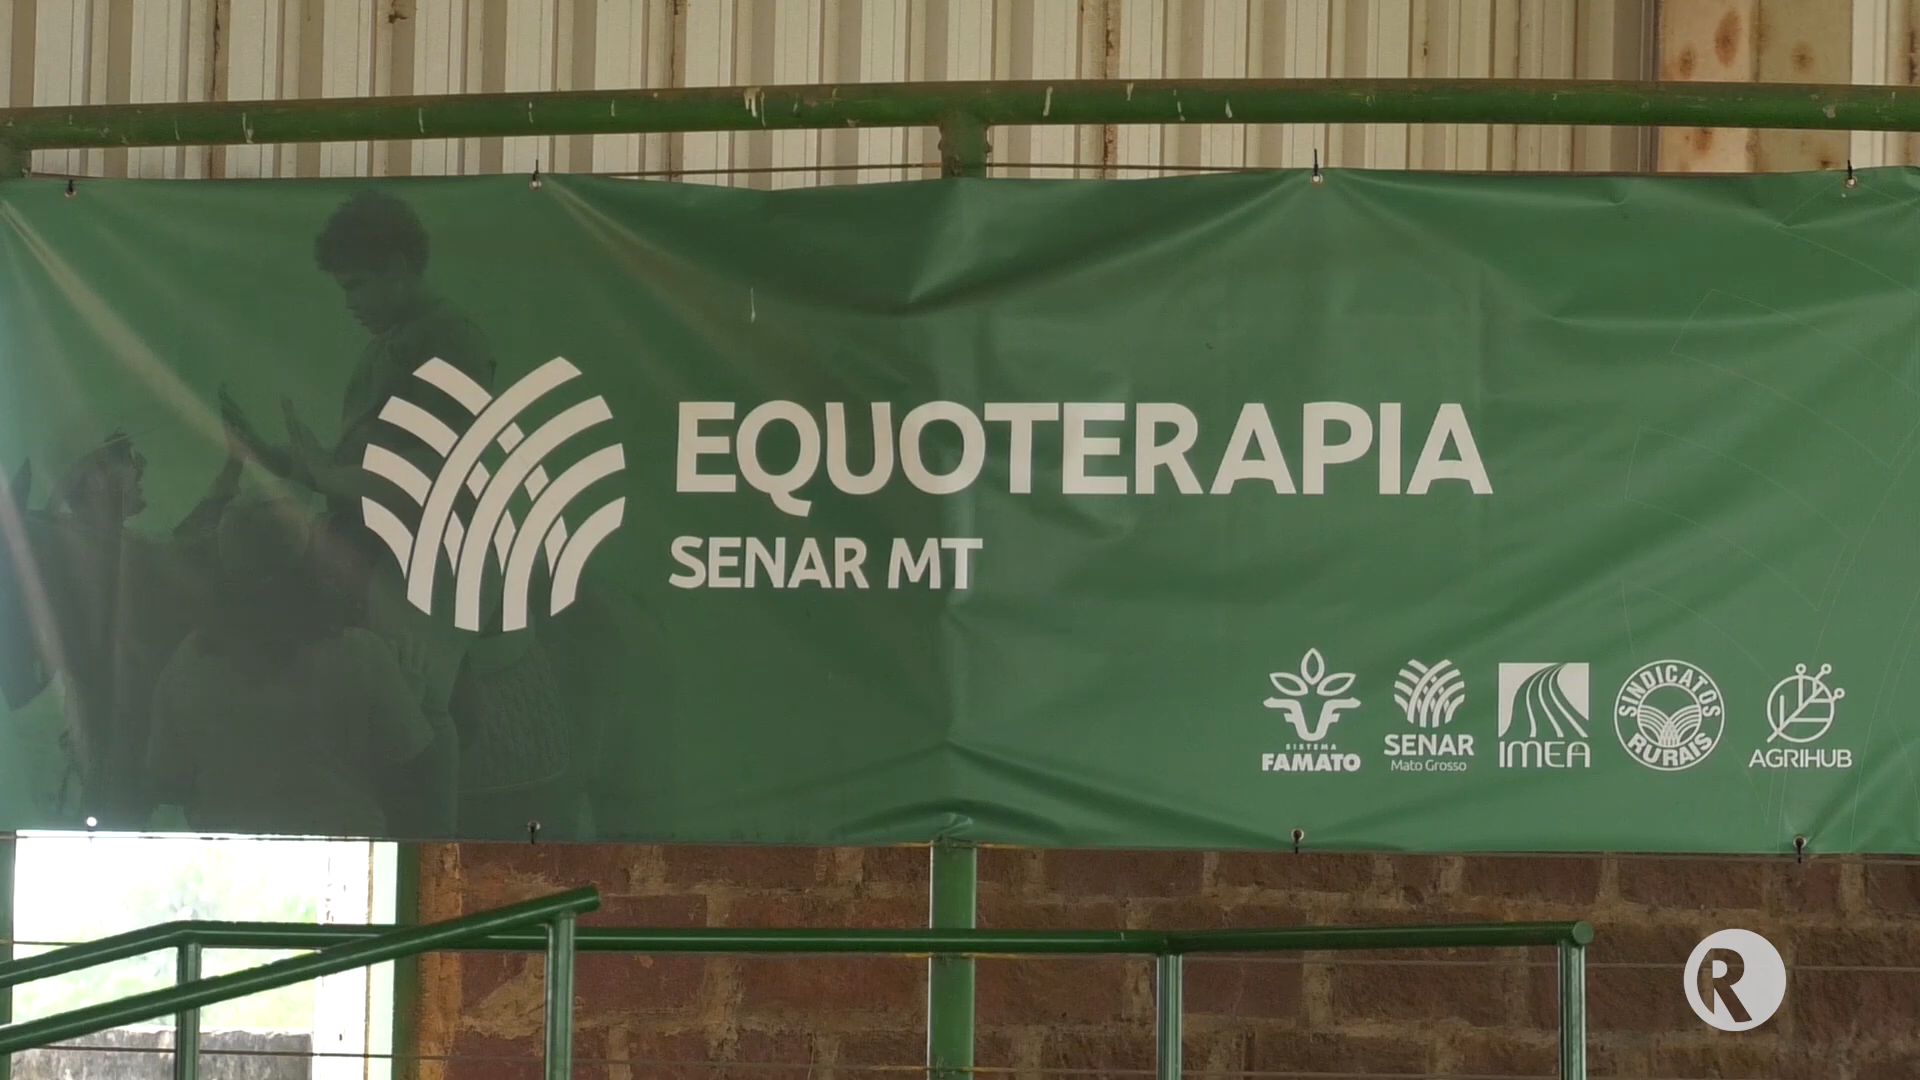 EQUOTERAPIA
SENAR MT
SISTEMA
FAMATO
SENAR
Mato Grosso
IMEA
SINDICATOS
RURAIS
AGRIHUB
R